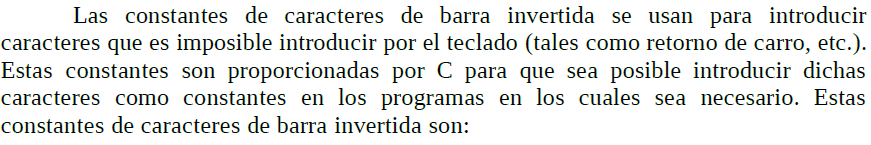 Las constantes de caracteres de barra invertida se usan para introducir
caracteres que es imposible introducir por el teclado (tales como retorno de carro, etc.).
Estas constantes son proporcionadas por C para que sea posible introducir dichas
caracteres como constantes en los programas en los cuales sea necesario. Estas
constantes de caracteres de barra invertida son: